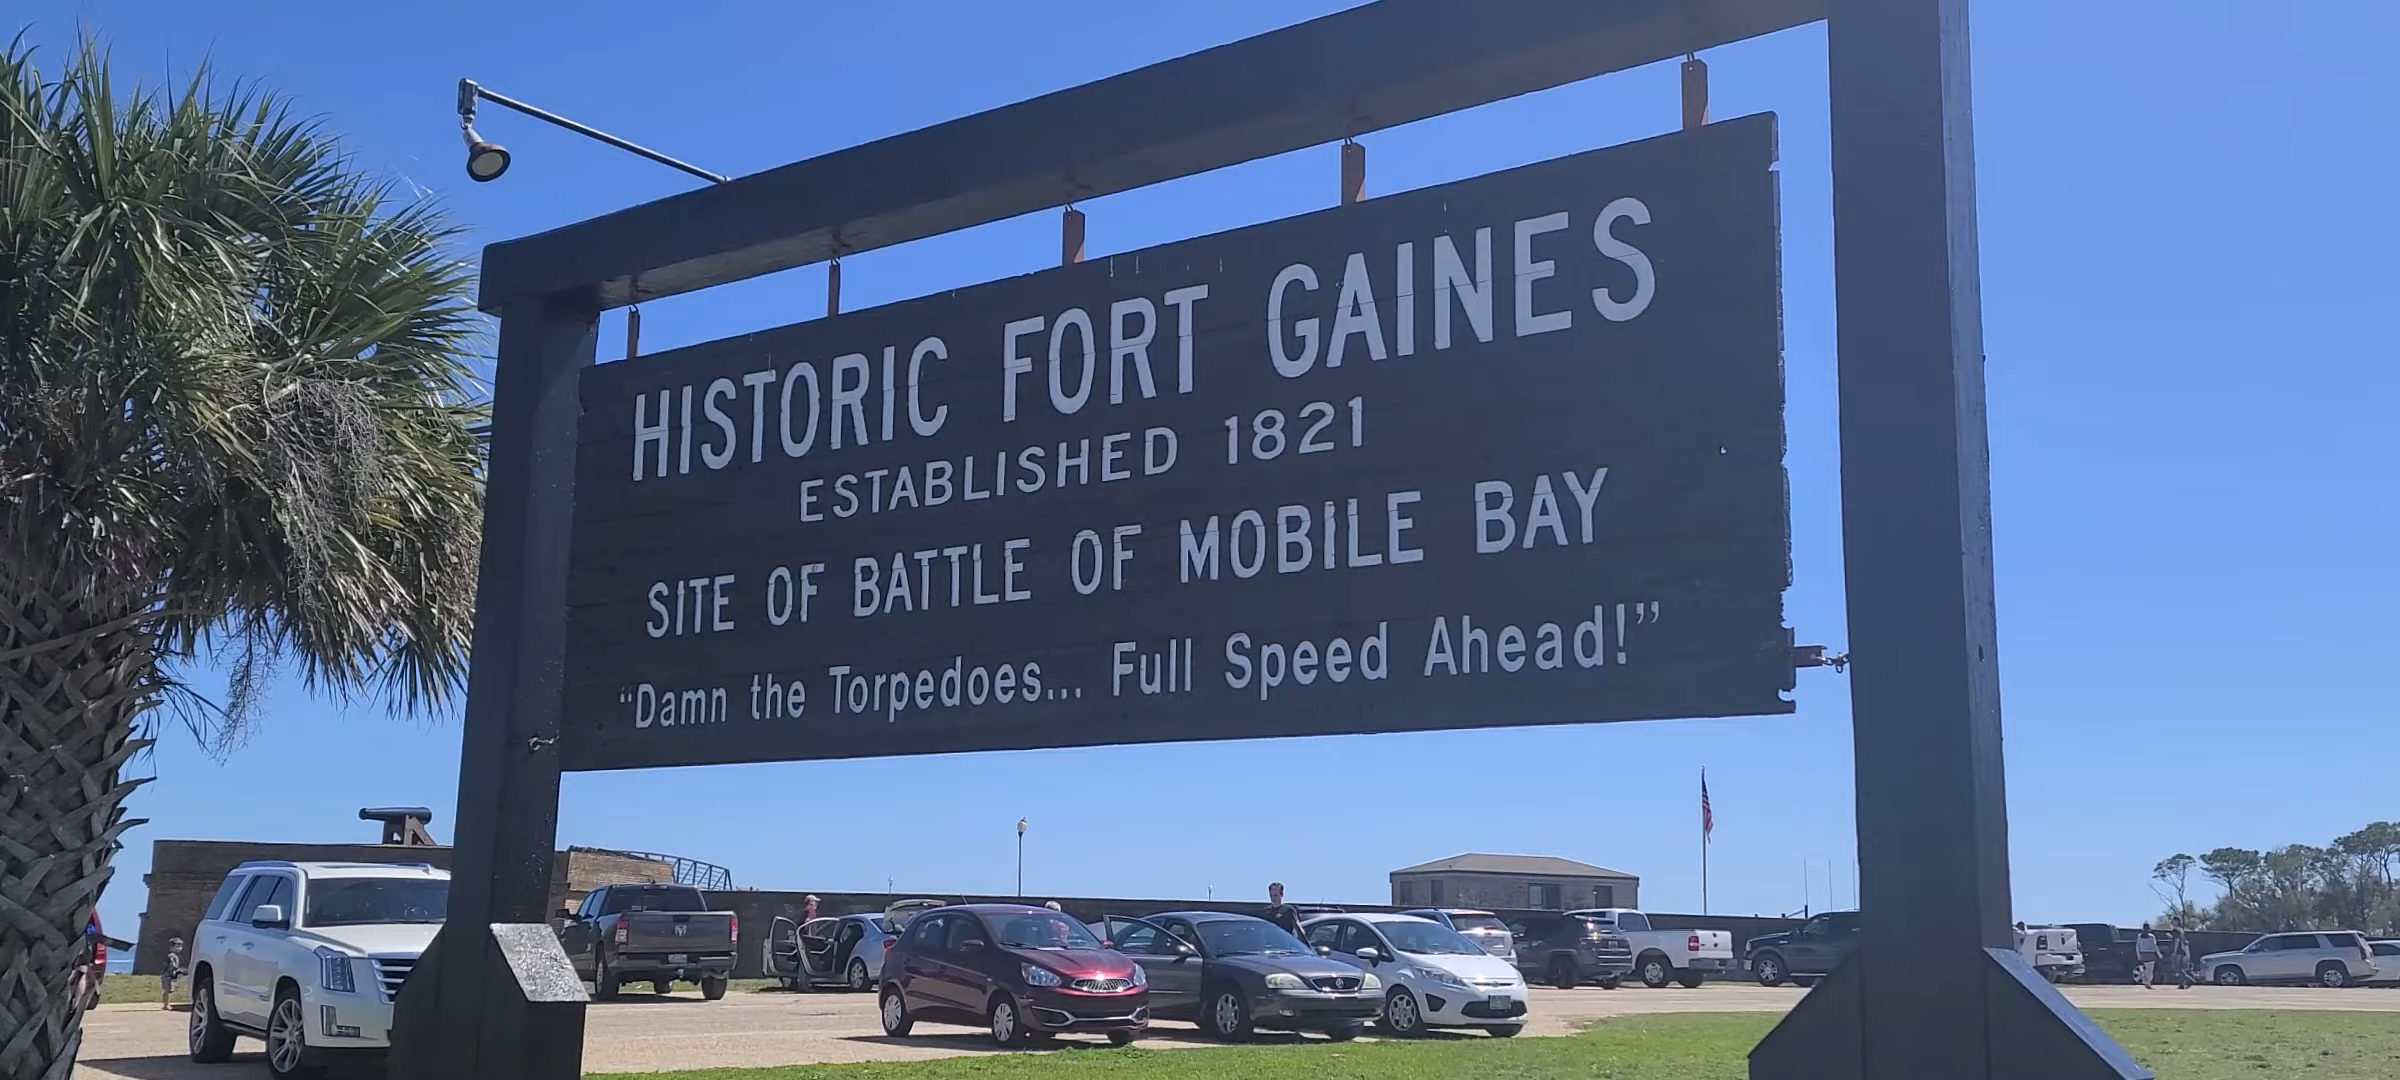 HISTORIC FORT GAINES
ESTABLISHED 1821
SITE OF BATTLE OF MOBILE BAY
“Damn the Torpedoes... Full Speed Ahead!”